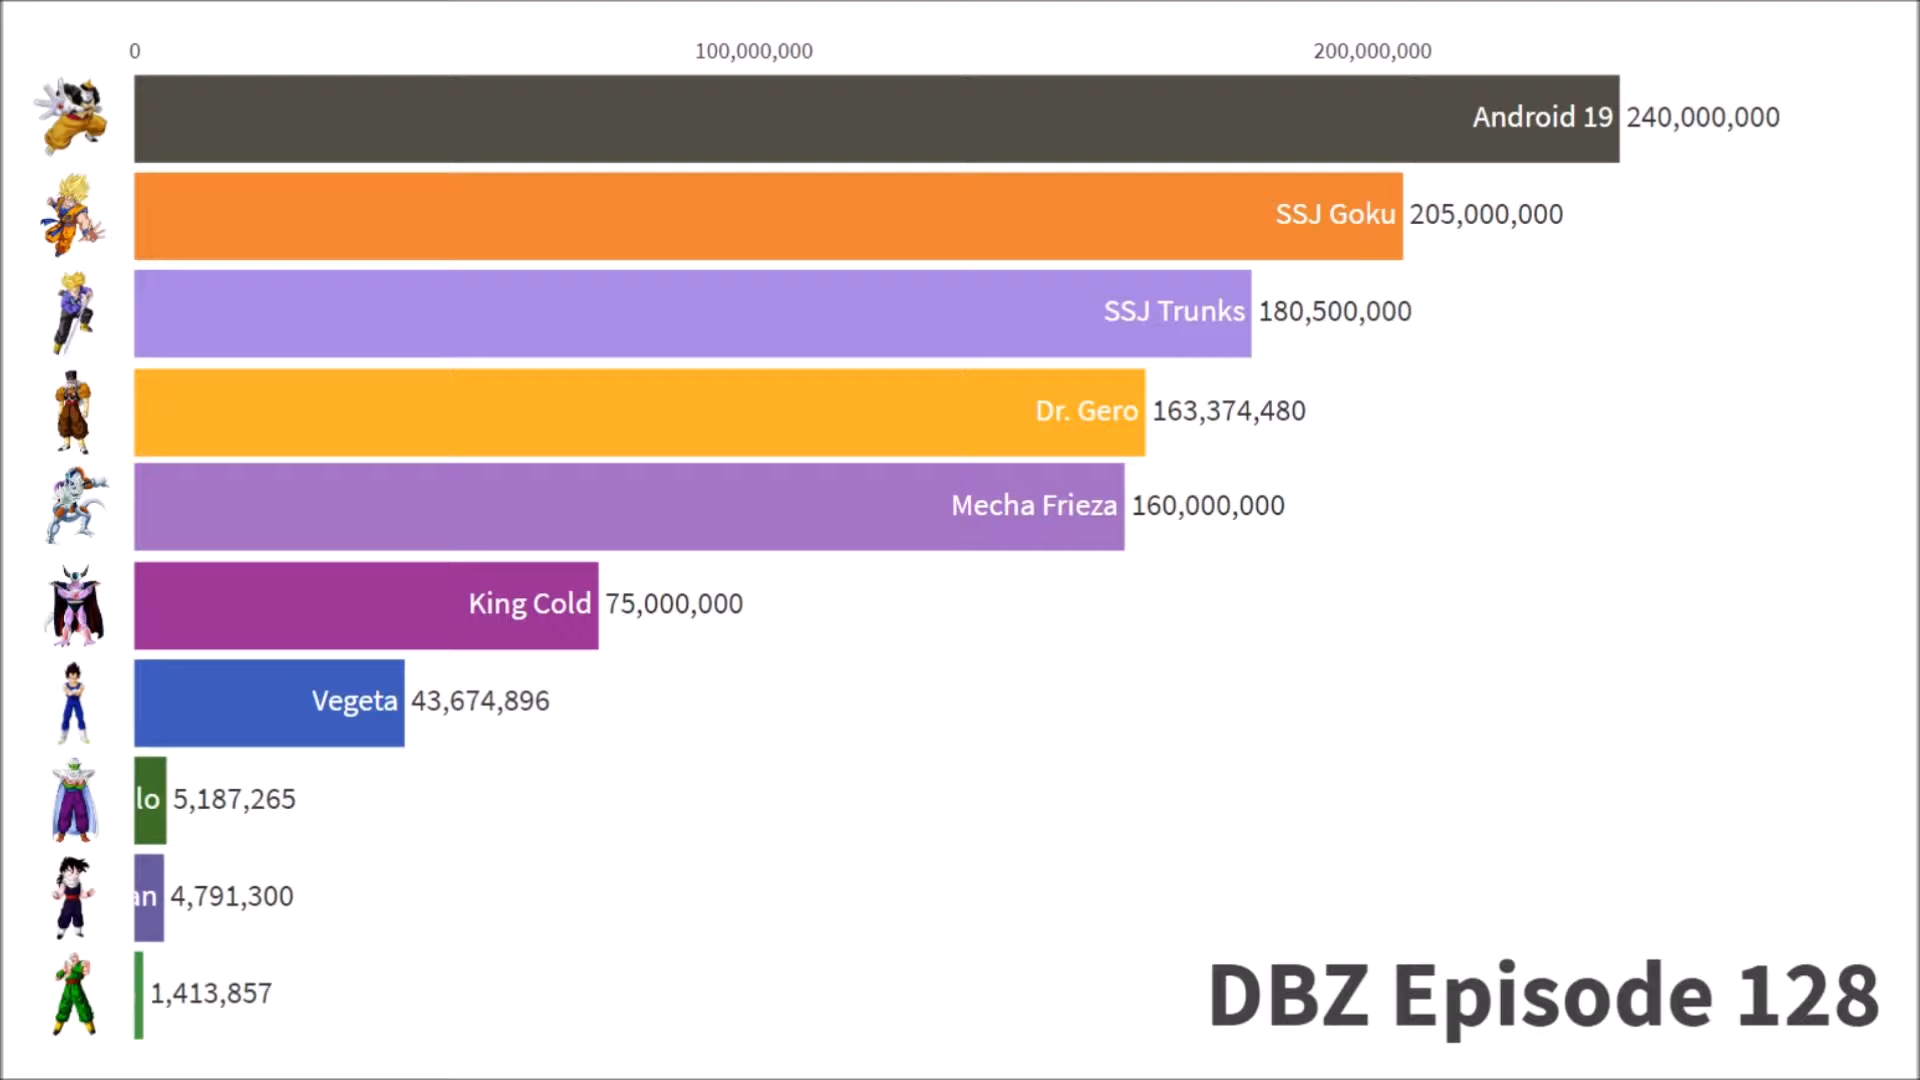 0 100,000,000 200,000,000
Android 19 240,000,000
SSJ Goku 205,000,000
SSJ Trunks 180,500,000
Dr. Gero 163,374,480
Mecha Frieza 160,000,000
King Cold 75,000,000
Vegeta 43,674,896
lo 5,187,265
an 4,791,300
1,413,857
DBZ Episode 128